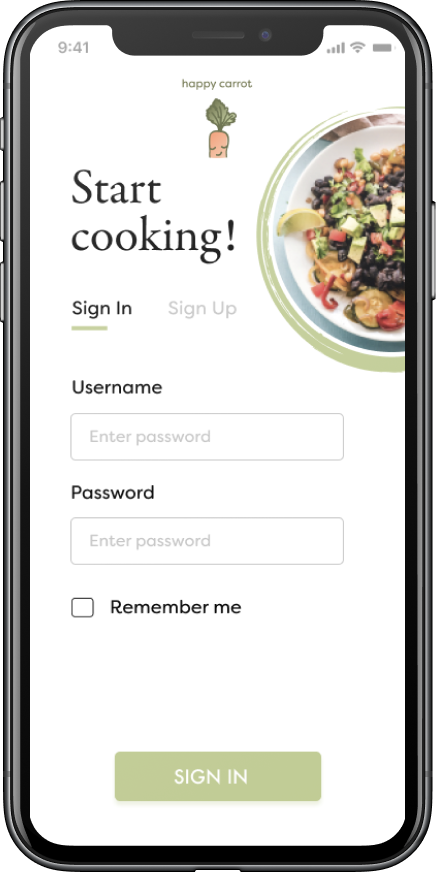 9:41
happy carrot
Start
cooking!
Sign In Sign Up
Username
Enter password
Password
Enter password
Remember me
SIGN IN